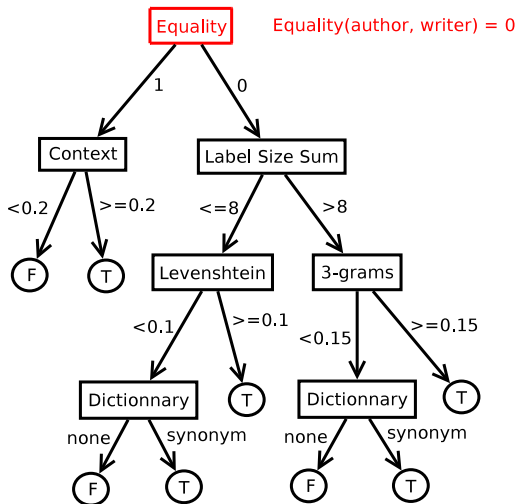 Equality
Equality(author, writer) = 0
1
0
Context
Label Size Sum
<0.2
>=0.2
<=8
>8
F
T
Levenshtein
3-grams
<0.1
>=0.1
<0.15
>=0.15
Dictionnary
T
Dictionnary
T
none
synonym
none
synonym
F
T
F
T